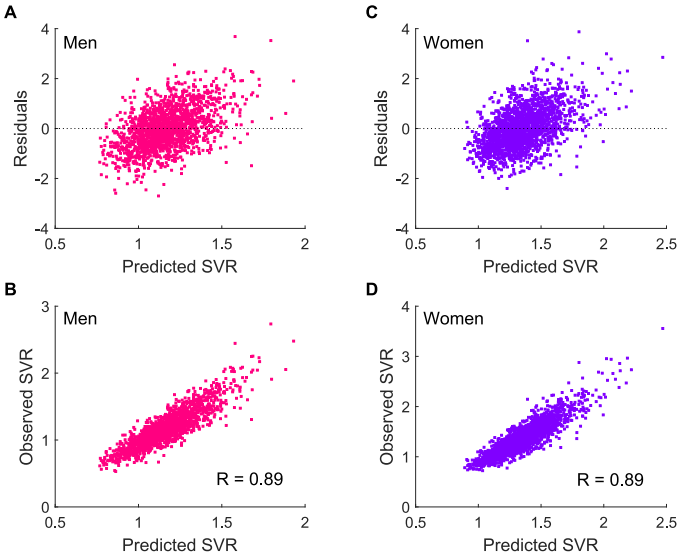 A
Men
Residuals
4
2
0
-2
-4
0.5 1 1.5 2
Predicted SVR
C
Women
Residuals
4
2
0
-2
-4
0.5 1 1.5 2 2.5
Predicted SVR
B
Men
Observed SVR
3
2
1
0
R = 0.89
0.5 1 1.5 2
Predicted SVR
D
Women
Observed SVR
4
3
2
1
0
R = 0.89
0.5 1 1.5 2 2.5
Predicted SVR